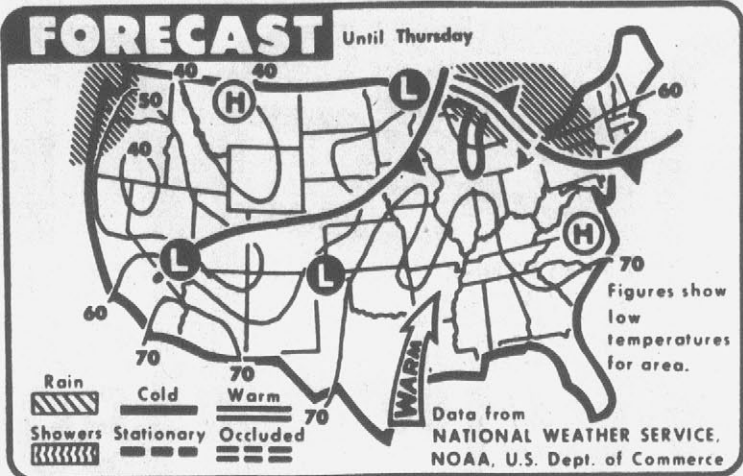 FORECAST Until Thursday
40 40
H L
50 60
40
L L H
70
60
Figures show
low
temperatures
for area.
70
70
70
WARM
Rain
Cold Warm
Showers Stationary Occluded
Data from
NATIONAL WEATHER SERVICE,
NOAA, U.S. Dept. of Commerce